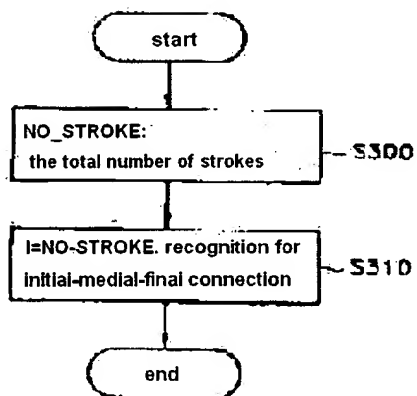 start
NO_STROKE:
the total number of strokes
S300
I=NO-STROKE. recognition for
initial-medial-final connection
S310
end